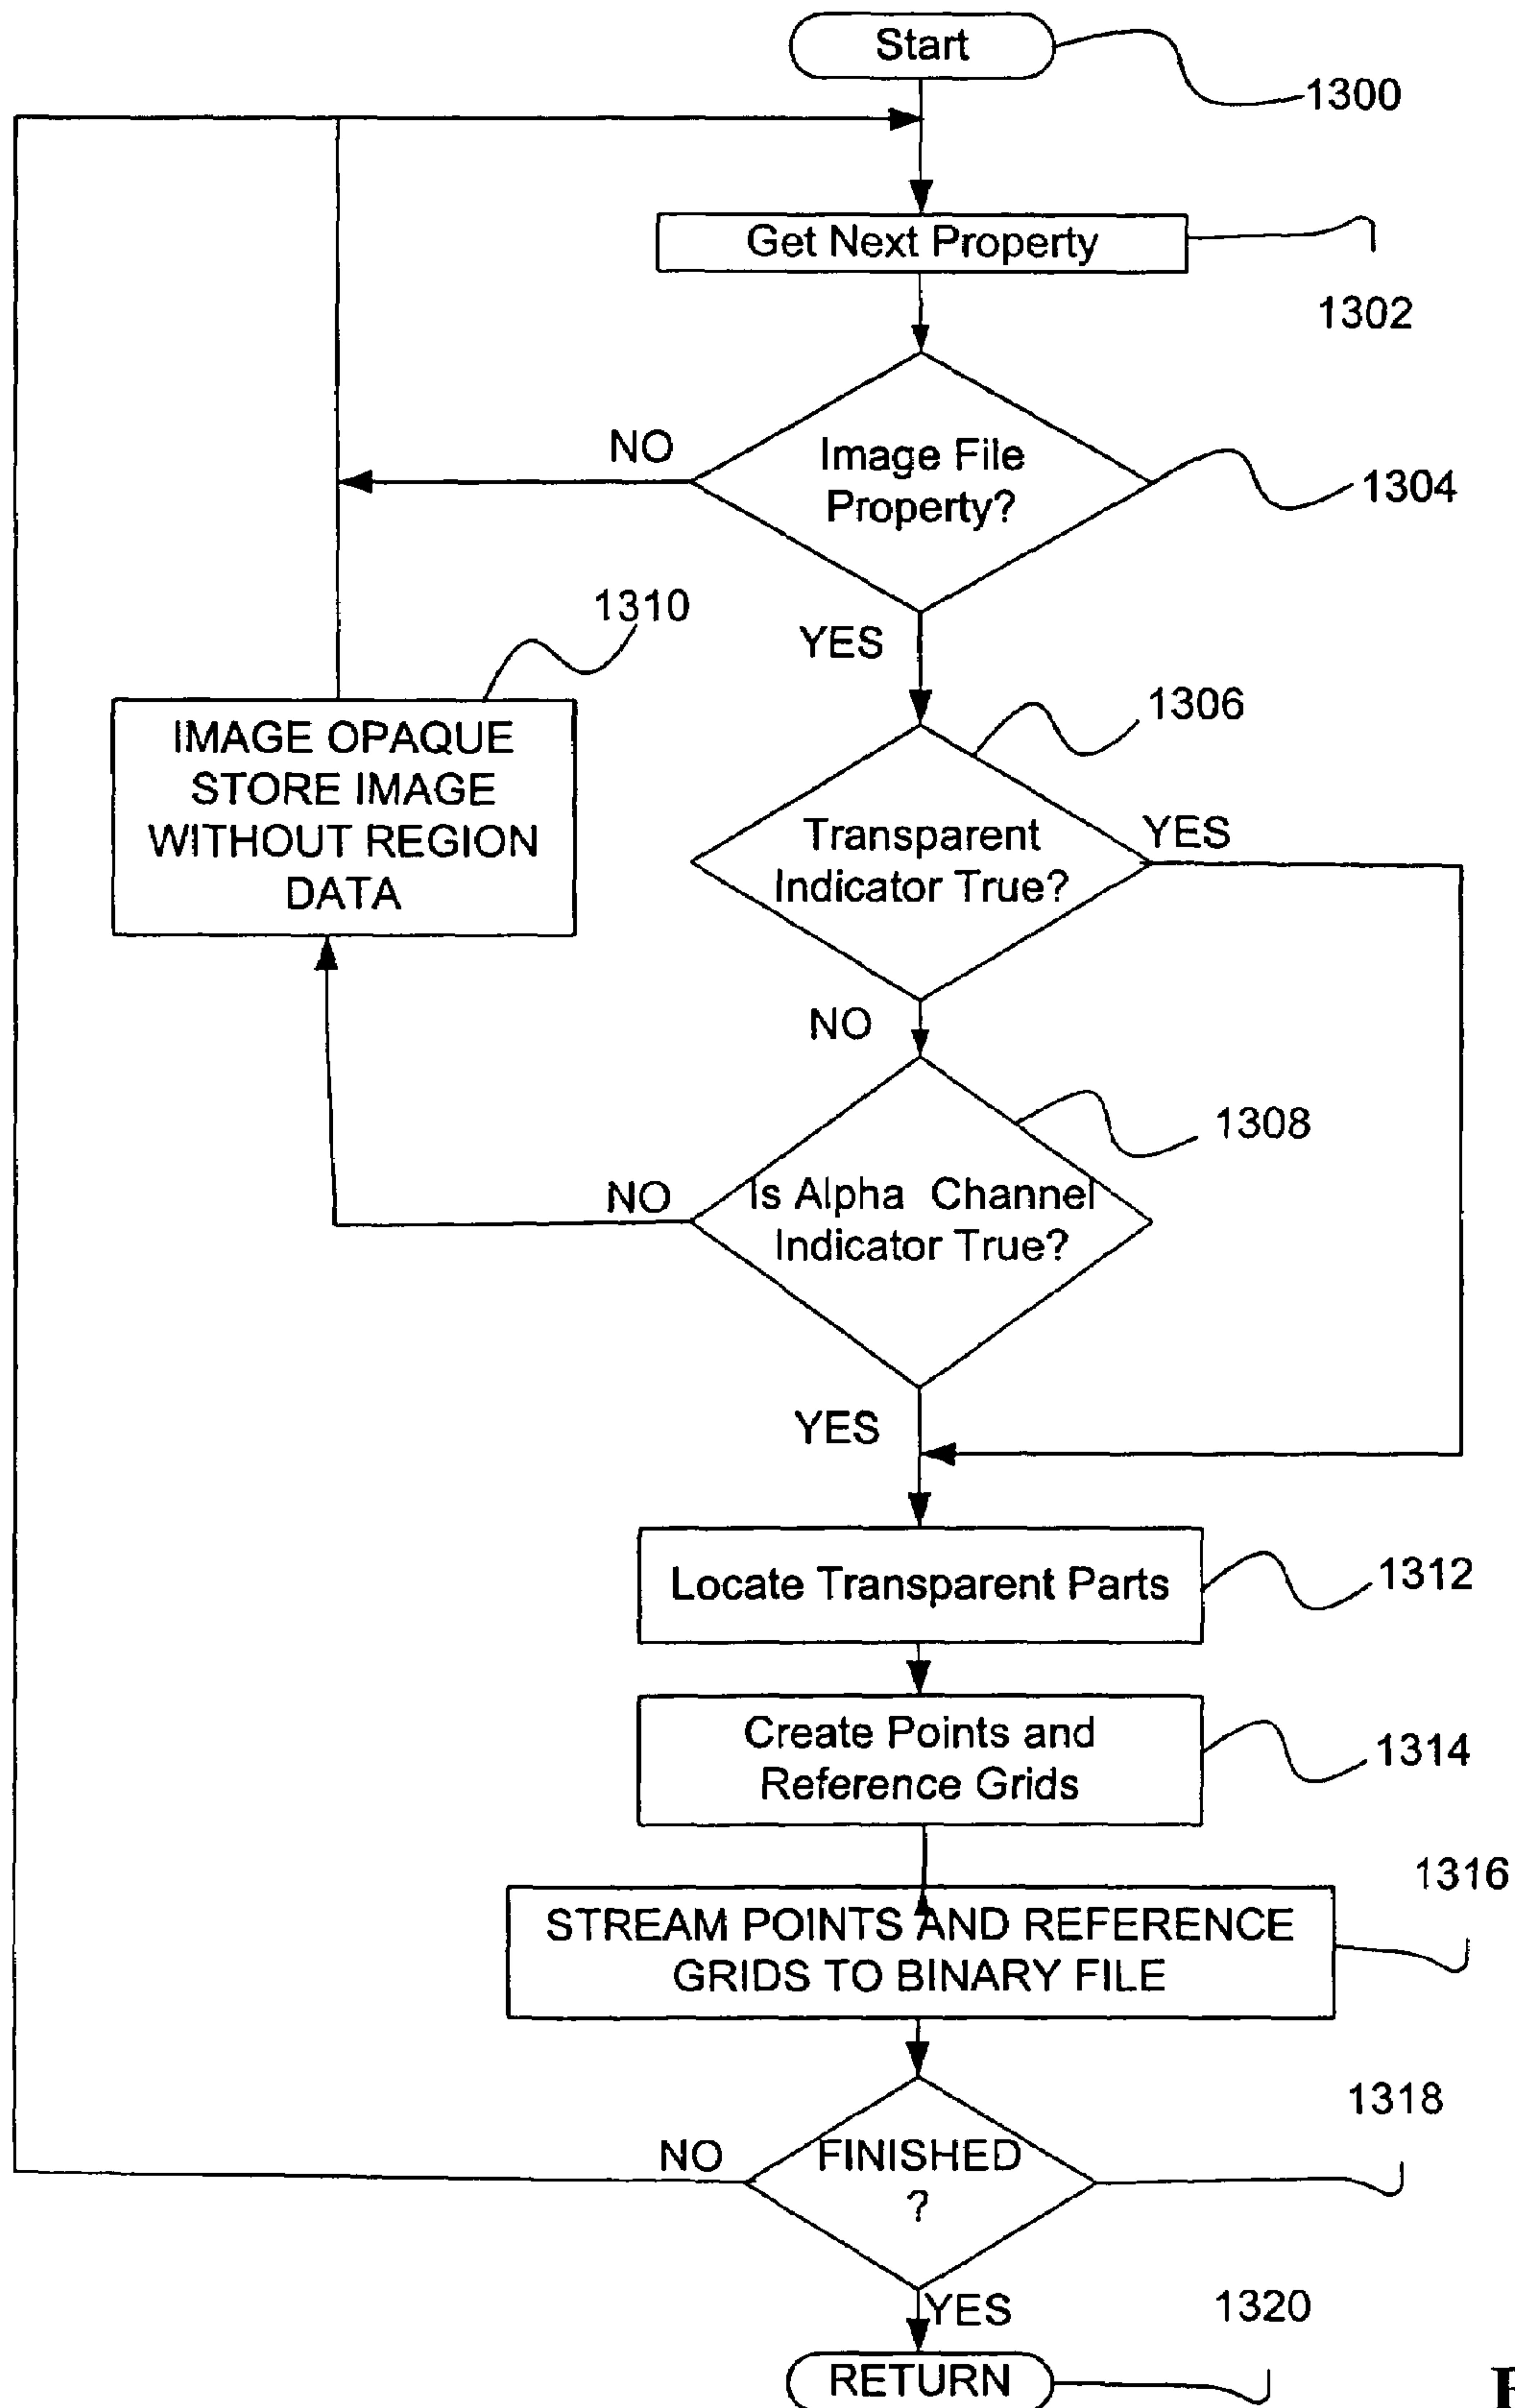 Start
1300
Get Next Property
1302
NO
Image File
Property?
1304
YES
1310
IMAGE OPAQUE
STORE IMAGE
WITHOUT REGION
DATA
1306
Transparent
Indicator True?
YES
NO
1308
NO
Is Alpha Channel
Indicator True?
YES
Locate Transparent Parts
1312
Create Points and
Reference Grids
1314
1316
STREAM POINTS AND REFERENCE
GRIDS TO BINARY FILE
1318
NO
FINISHED
?
YES
1320
RETURN